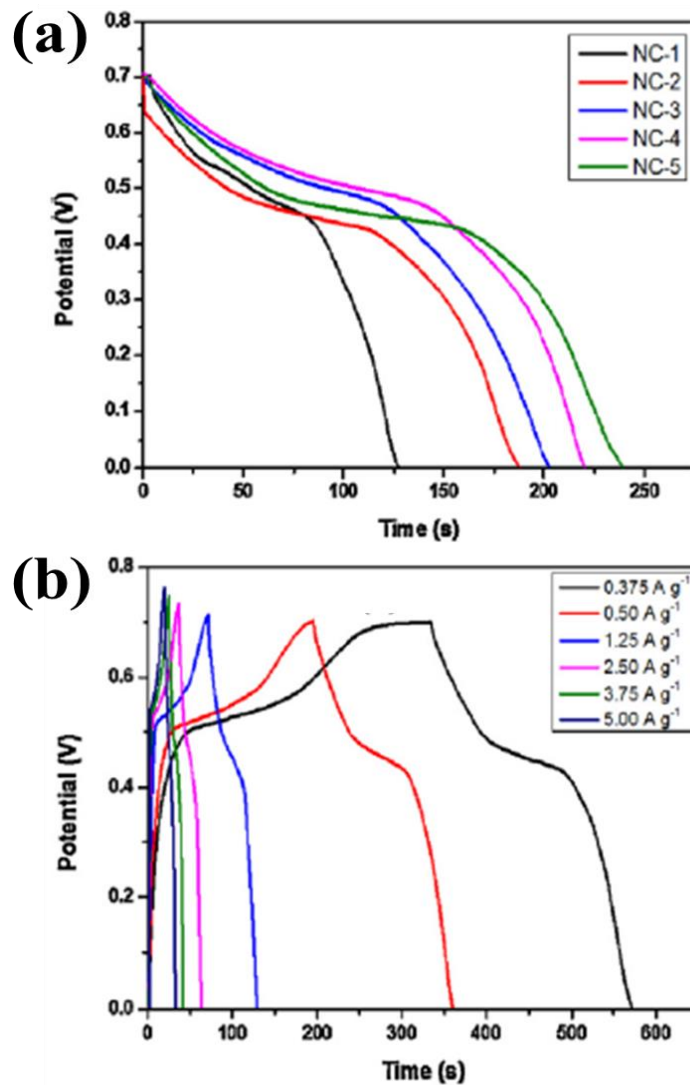 (a)
0.8
0.7
0.6
0.5
0.4
0.3
0.2
0.1
0.0
Potential (V)
0
50
100
150
200
250
Time (s)
NC-1
NC-2
NC-3
NC-4
NC-5
(b)
0.8
0.6
0.4
0.2
0.0
Potential (V)
0
100
200
300
400
500
600
Time (s)
0.375 A g⁻¹
0.50 A g⁻¹
1.25 A g⁻¹
2.50 A g⁻¹
3.75 A g⁻¹
5.00 A g⁻¹